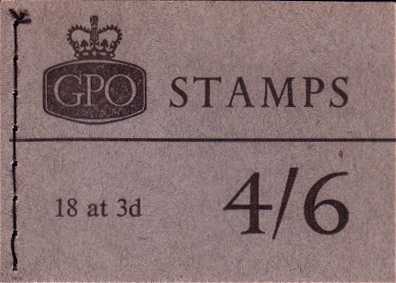 GPO
STAMPS
18 at 3d
4/6